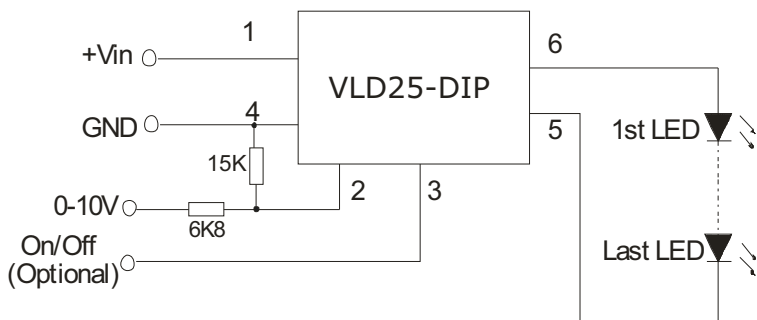 1
+Vin
VLD25-DIP
6
4
GND
5
1st LED
15K
2
3
0-10V
6K8
On/Off
(Optional)
Last LED